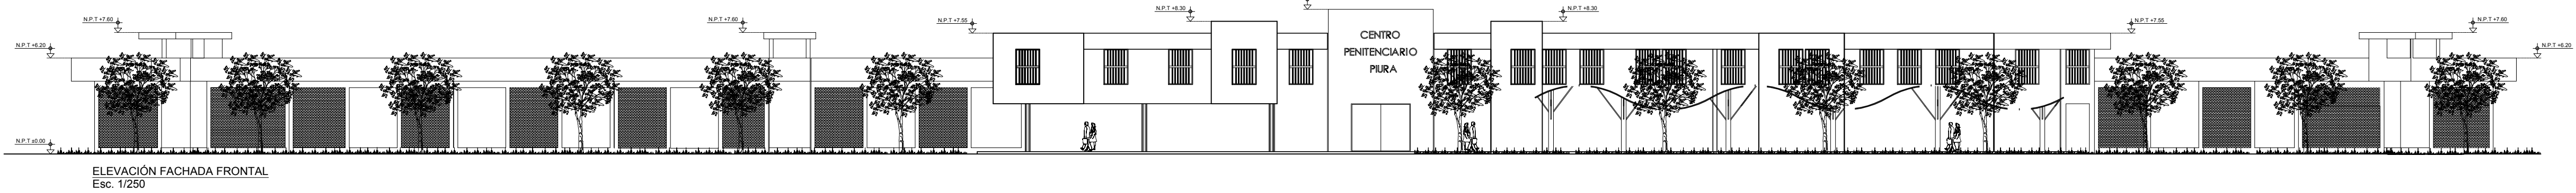 N.P.T +7.60
N.P.T +6.20
N.P.T +7.60
N.P.T +7.55
N.P.T +8.30
N.P.T +8.30
N.P.T +7.55
N.P.T +7.60
N.P.T +6.20
CENTRO
PENITENCIARIO
PIURA
N.P.T ±0.00
ELEVACIÓN FACHADA FRONTAL
Esc. 1/250